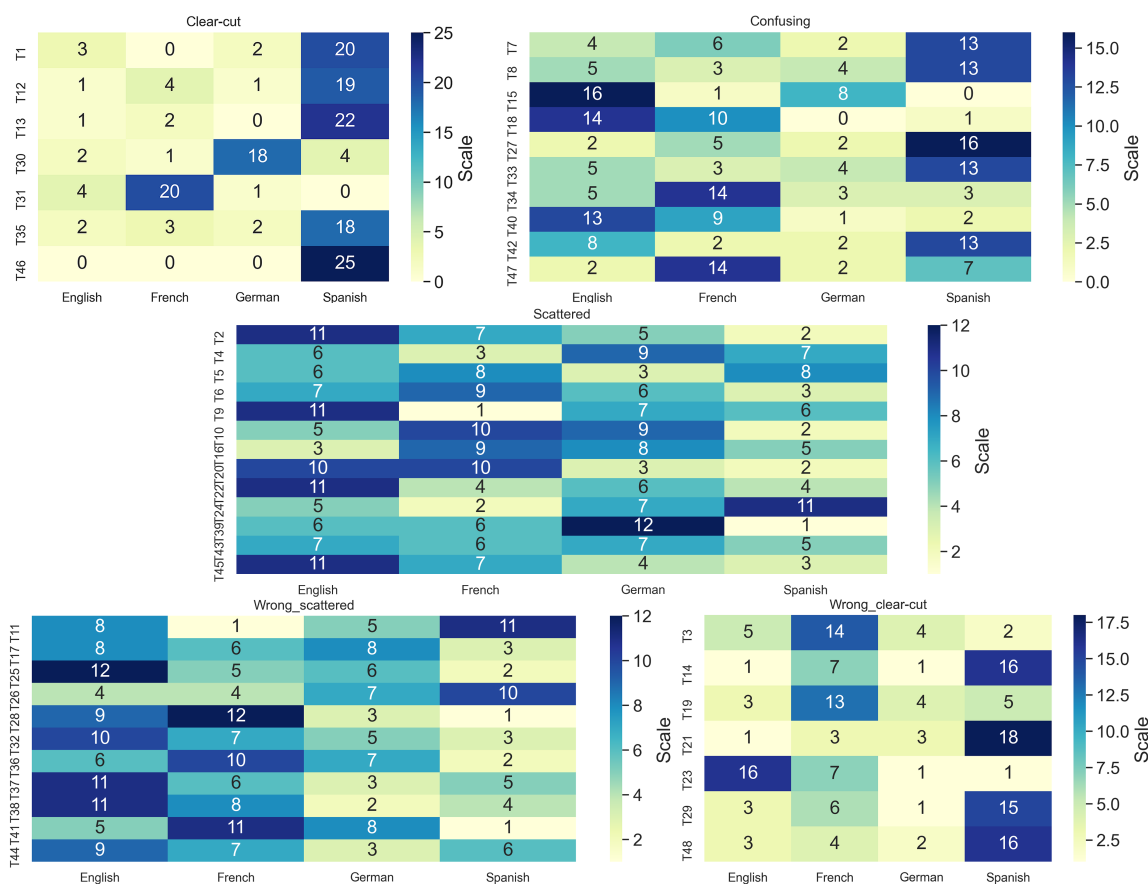 Clear-cut
T1 3 0 2 20
T12 1 4 1 19
T13 1 2 0 22
T30 2 1 18 4
T31 4 20 1 0
T35 2 3 2 18
T46 0 0 0 25
English French German Spanish
25
20
15
10
5
0
Scale
Confusing
T7 4 6 2 13
T8 5 3 4 13
T15 16 1 8 0
T18 14 10 0 1
T27 2 5 2 16
T33 5 3 4 13
T34 5 14 3 3
T40 13 9 1 2
T42 8 2 2 13
T47 2 14 2 7
English French German Spanish
15.0
12.5
10.0
7.5
5.0
2.5
0.0
Scale
Scattered
T2 11 7 5 2
T4 6 3 9 7
T5 6 8 3 8
T6 7 9 6 3
T9 11 1 7 6
T10 5 10 9 2
T16 3 9 8 5
T20 10 10 3 2
T22 11 4 6 4
T24 5 2 7 11
T39 6 6 12 1
T43 7 6 7 5
T45 11 7 4 3
English French German Spanish
12
10
8
6
4
2
Scale
Wrong_scattered
T11 8 1 5 11
T17 8 6 8 3
T25 12 5 6 2
T26 4 4 7 10
T28 9 12 3 1
T32 10 7 5 3
T36 6 10 7 2
T37 11 6 3 5
T38 11 8 2 4
T41 5 11 8 1
T44 9 7 3 6
English French German Spanish
12
10
8
6
4
2
Scale
Wrong_clear-cut
T3 5 14 4 2
T14 1 7 1 16
T19 3 13 4 5
T21 1 3 3 18
T23 16 7 1 1
T29 3 6 1 15
T48 3 4 2 16
English French German Spanish
17.5
15.0
12.5
10.0
7.5
5.0
2.5
Scale